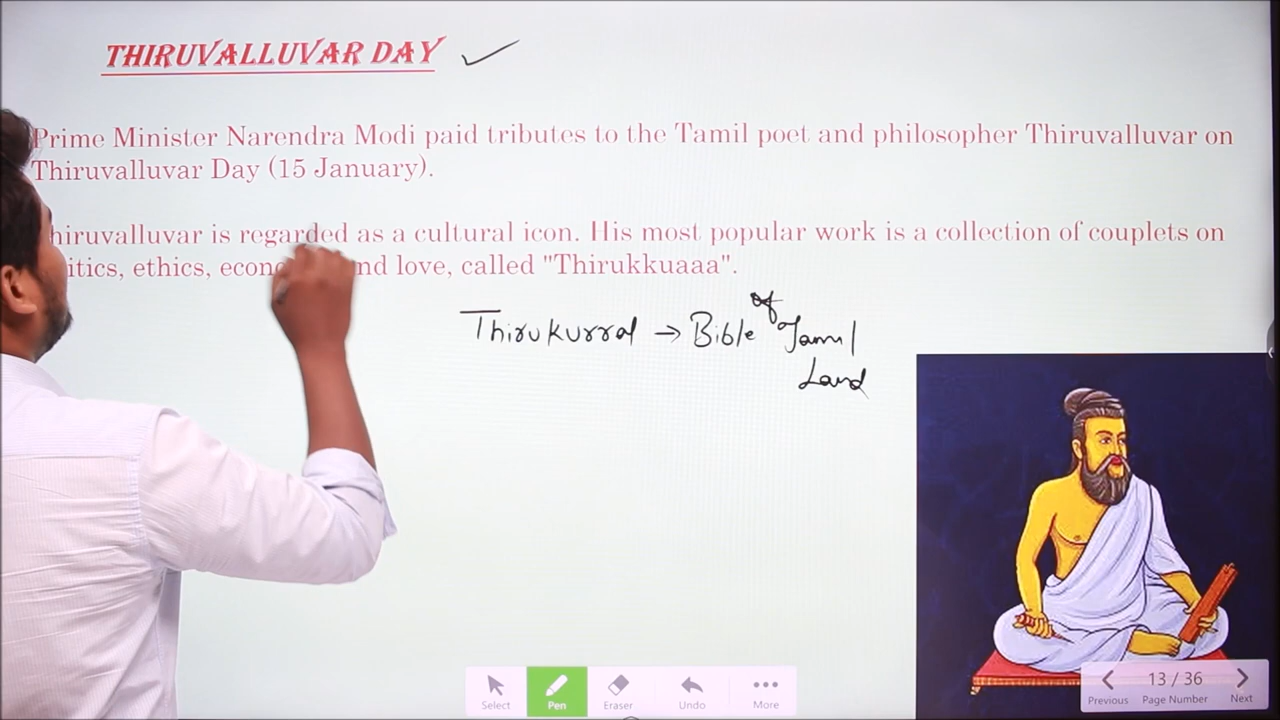 THIRUVALLUVAR DAY
Prime Minister Narendra Modi paid tributes to the Tamil poet and philosopher Thiruvalluvar on
Thiruvalluvar Day (15 January).
hiruvalluvar is regarded as a cultural icon. His most popular work is a collection of couplets on
itics, ethics, and love, called "Thirukkuaaa".
Thirukurral → Bible of Tamil
Land
Select Pen Eraser Undo More
13 / 36
Previous Page Number Next